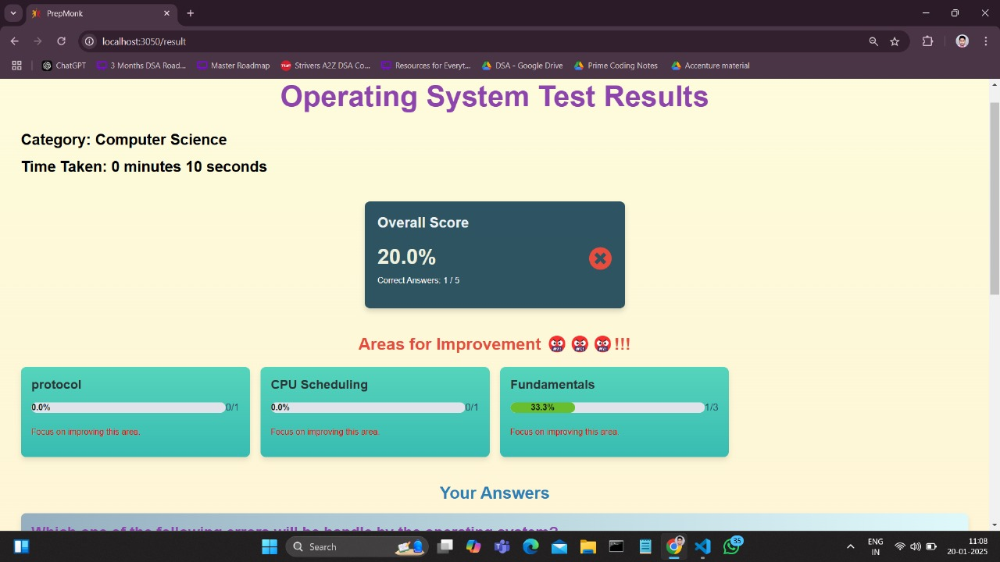 PrepMonk
localhost:3050/result
ChatGPT
3 Months DSA Road...
Master Roadmap
Strivers A2Z DSA Co...
Resources for Everyt...
DSA - Google Drive
Prime Coding Notes
Accenture material
Operating System Test Results
Category: Computer Science
Time Taken: 0 minutes 10 seconds
Overall Score
20.0%
Correct Answers: 1 / 5
Areas for Improvement 🤬 🤬 🤬!!!
protocol
0.0% 0/1
Focus on improving this area.
CPU Scheduling
0.0% 0/1
Focus on improving this area.
Fundamentals
33.3% 1/3
Focus on improving this area.
Your Answers
Which one of the following errors will be handle by the operating system?
Search
35
ENG
IN
11:08
20-01-2025